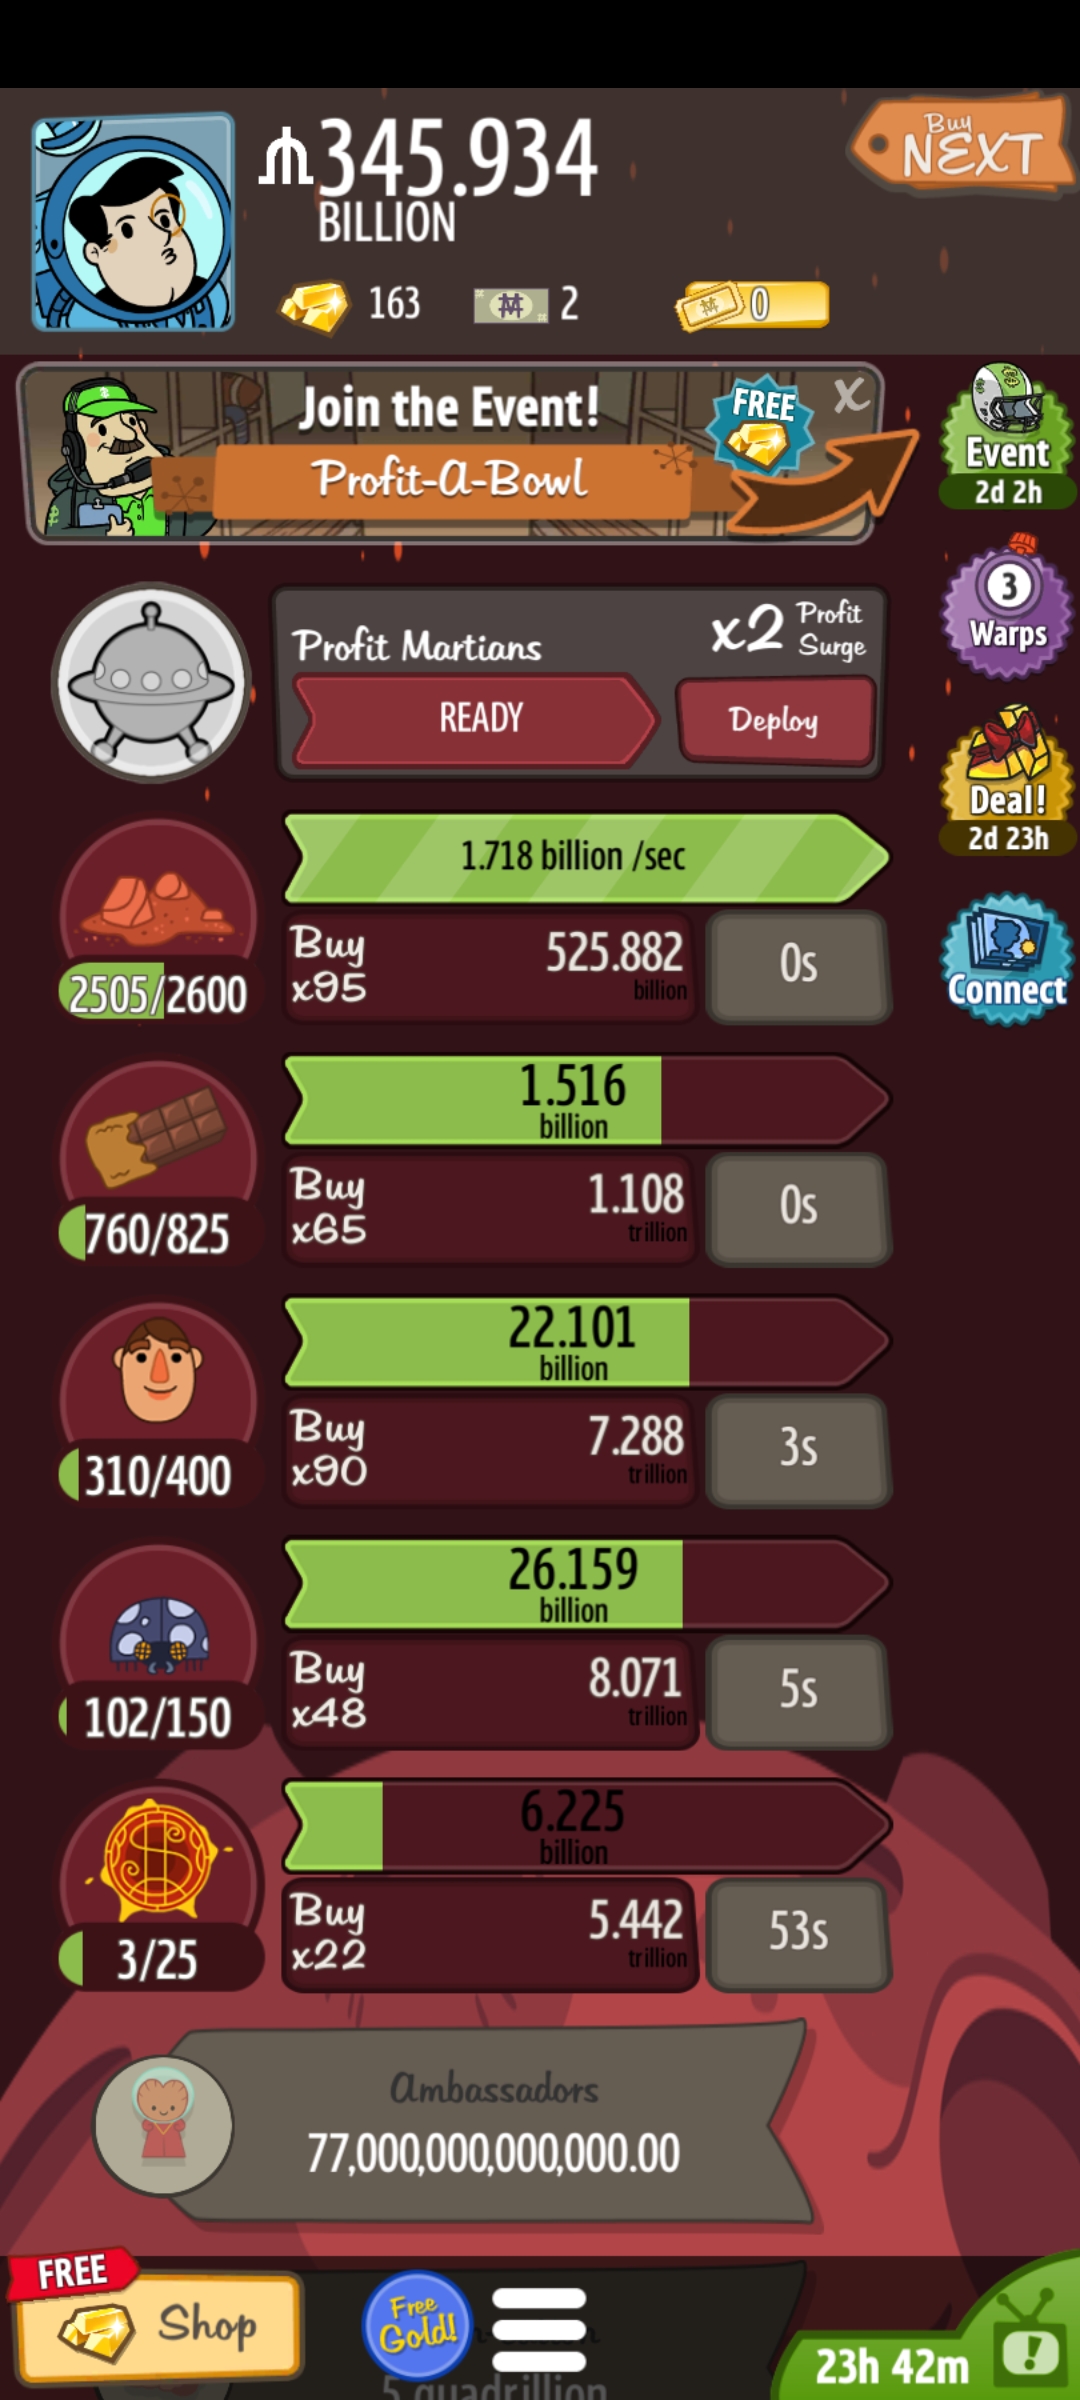 345.934
BILLION
Buy
NEXT
163
2
0
Join the Event!
FREE
X
Profit-A-Bowl
Event
2d 2h
3
Warps
Profit Martians
x2 Profit Surge
READY
Deploy
Deal!
2d 23h
1.718 billion /sec
Buy
x95
525.882
billion
0s
2505/2600
Connect
1.516
billion
Buy
x65
1.108
trillion
0s
760/825
22.101
billion
Buy
x90
7.288
trillion
3s
310/400
26.159
billion
Buy
x48
8.071
trillion
5s
102/150
6.225
billion
Buy
x22
5.442
trillion
53s
3/25
Ambassadors
77,000,000,000,000.00
FREE
Shop
Free
Gold!
5 quadrillion
23h 42m
!